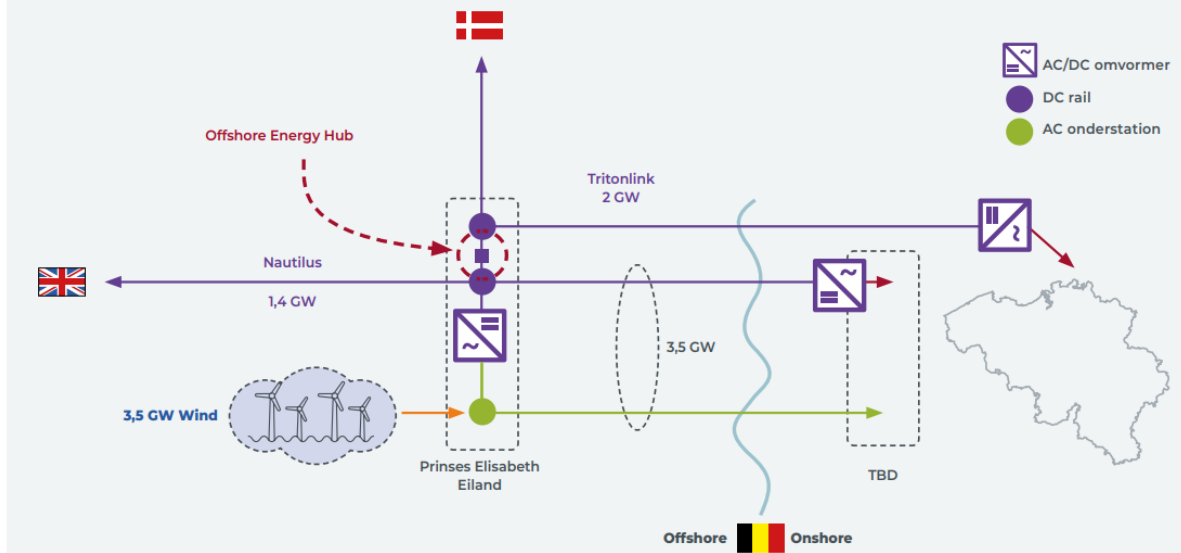 AC/DC omvormer
DC rail
AC onderstation
Offshore Energy Hub
Tritonlink
2 GW
Nautilus
1,4 GW
3,5 GW
3,5 GW Wind
Prinses Elisabeth
Eiland
TBD
Offshore
Onshore